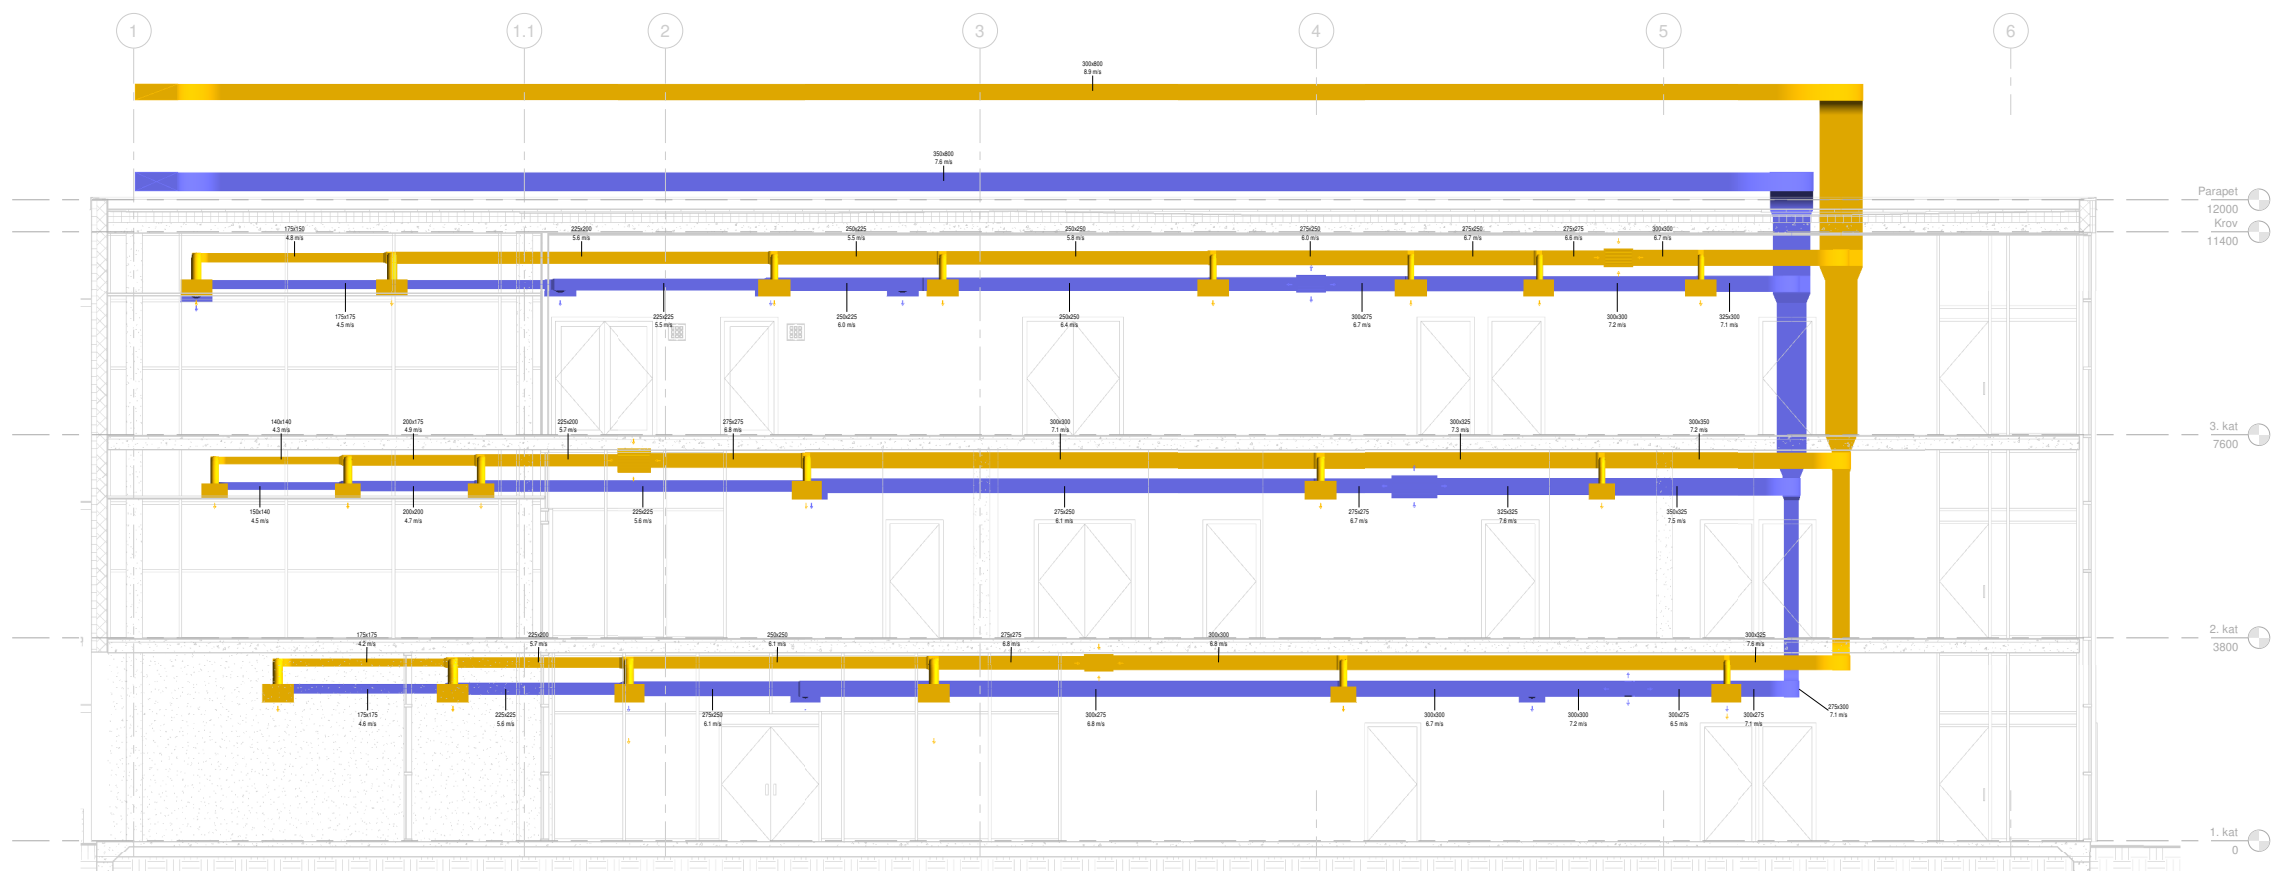 1
1.1
2
3
4
5
6
300x800
8.9 m/s
350x800
7.6 m/s
Parapet
12000
Krov
11400
175x150
4.8 m/s
225x200
5.6 m/s
250x225
5.5 m/s
250x250
5.8 m/s
275x250
6.0 m/s
275x250
6.7 m/s
275x275
6.6 m/s
300x300
6.7 m/s
175x175
4.5 m/s
225x225
5.5 m/s
250x225
6.0 m/s
250x250
6.4 m/s
300x275
6.7 m/s
300x300
7.2 m/s
325x300
7.1 m/s
140x140
4.3 m/s
200x175
4.9 m/s
225x200
5.7 m/s
275x275
6.8 m/s
300x300
7.1 m/s
300x325
7.3 m/s
300x350
7.2 m/s
3. kat
7600
150x140
4.5 m/s
200x200
4.7 m/s
225x225
5.6 m/s
275x250
6.1 m/s
275x275
6.7 m/s
325x325
7.6 m/s
350x325
7.5 m/s
175x175
4.2 m/s
225x200
5.7 m/s
250x250
6.1 m/s
275x275
6.8 m/s
300x300
6.8 m/s
300x325
7.6 m/s
2. kat
3800
175x175
4.6 m/s
225x225
5.6 m/s
275x250
6.1 m/s
300x275
6.8 m/s
300x300
6.7 m/s
300x300
7.2 m/s
300x275
6.5 m/s
300x275
7.1 m/s
275x300
7.1 m/s
1. kat
0